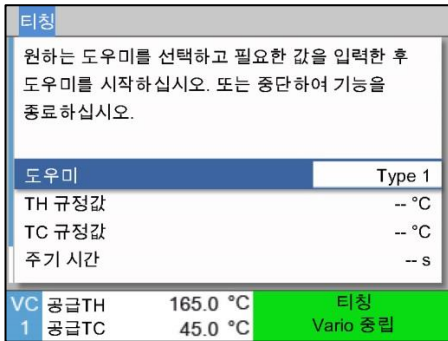 티칭
원하는 도우미를 선택하고 필요한 값을 입력한 후
도우미를 시작하십시오. 또는 중단하여 기능을
종료하십시오.
도우미 Type 1
TH 규정값 -- °C
TC 규정값 -- °C
주기 시간 -- s
VC 공급TH 165.0 °C 티칭
1 공급TC 45.0 °C Vario 중립